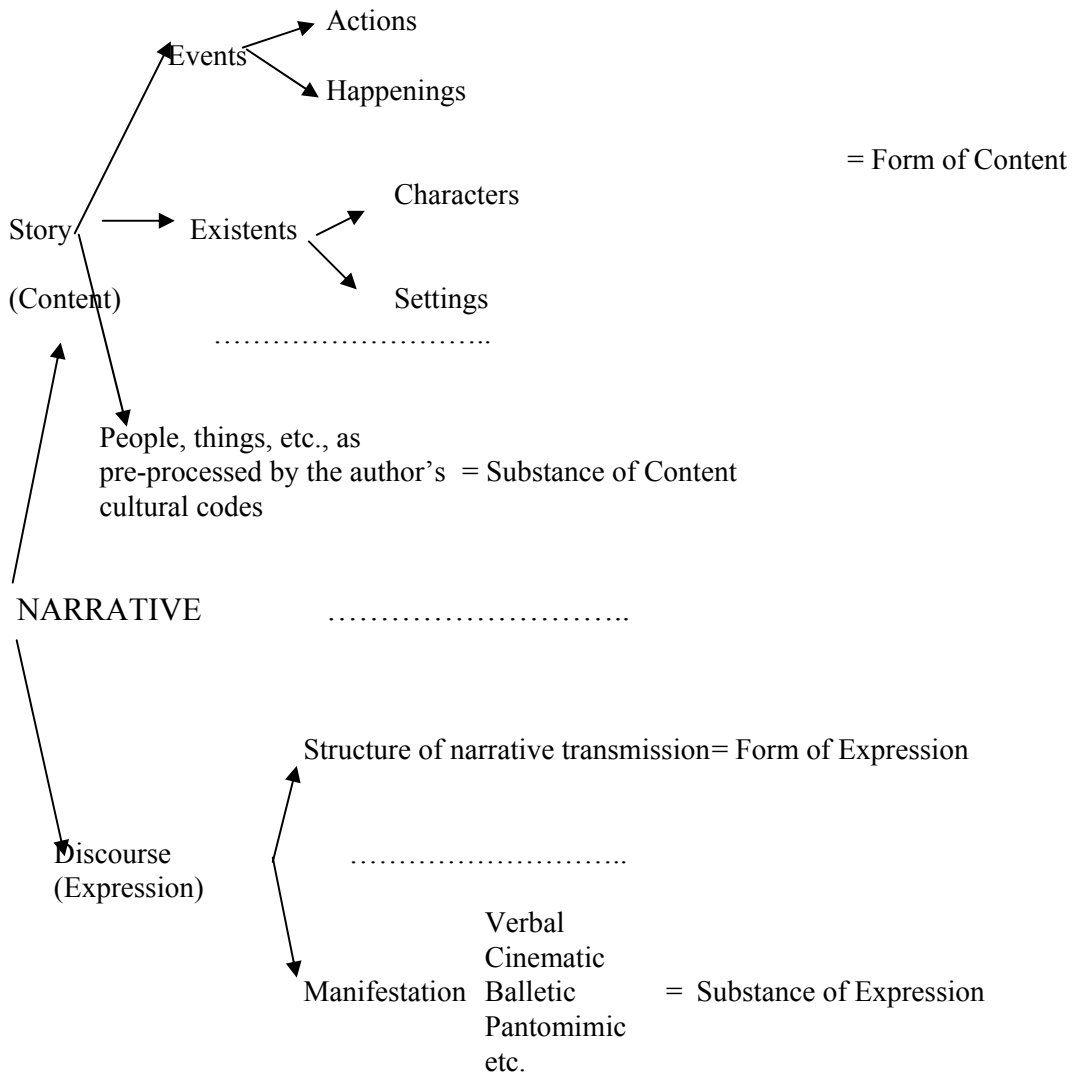 Actions
Events
Happenings
= Form of Content
Characters
Story
Existents
(Content)
Settings
………………………..
People, things, etc., as
pre-processed by the author’s = Substance of Content
cultural codes
NARRATIVE
………………………..
Structure of narrative transmission= Form of Expression
Discourse
………………………..
(Expression)
Verbal
Cinematic
Manifestation Balletic = Substance of Expression
Pantomimic
etc.